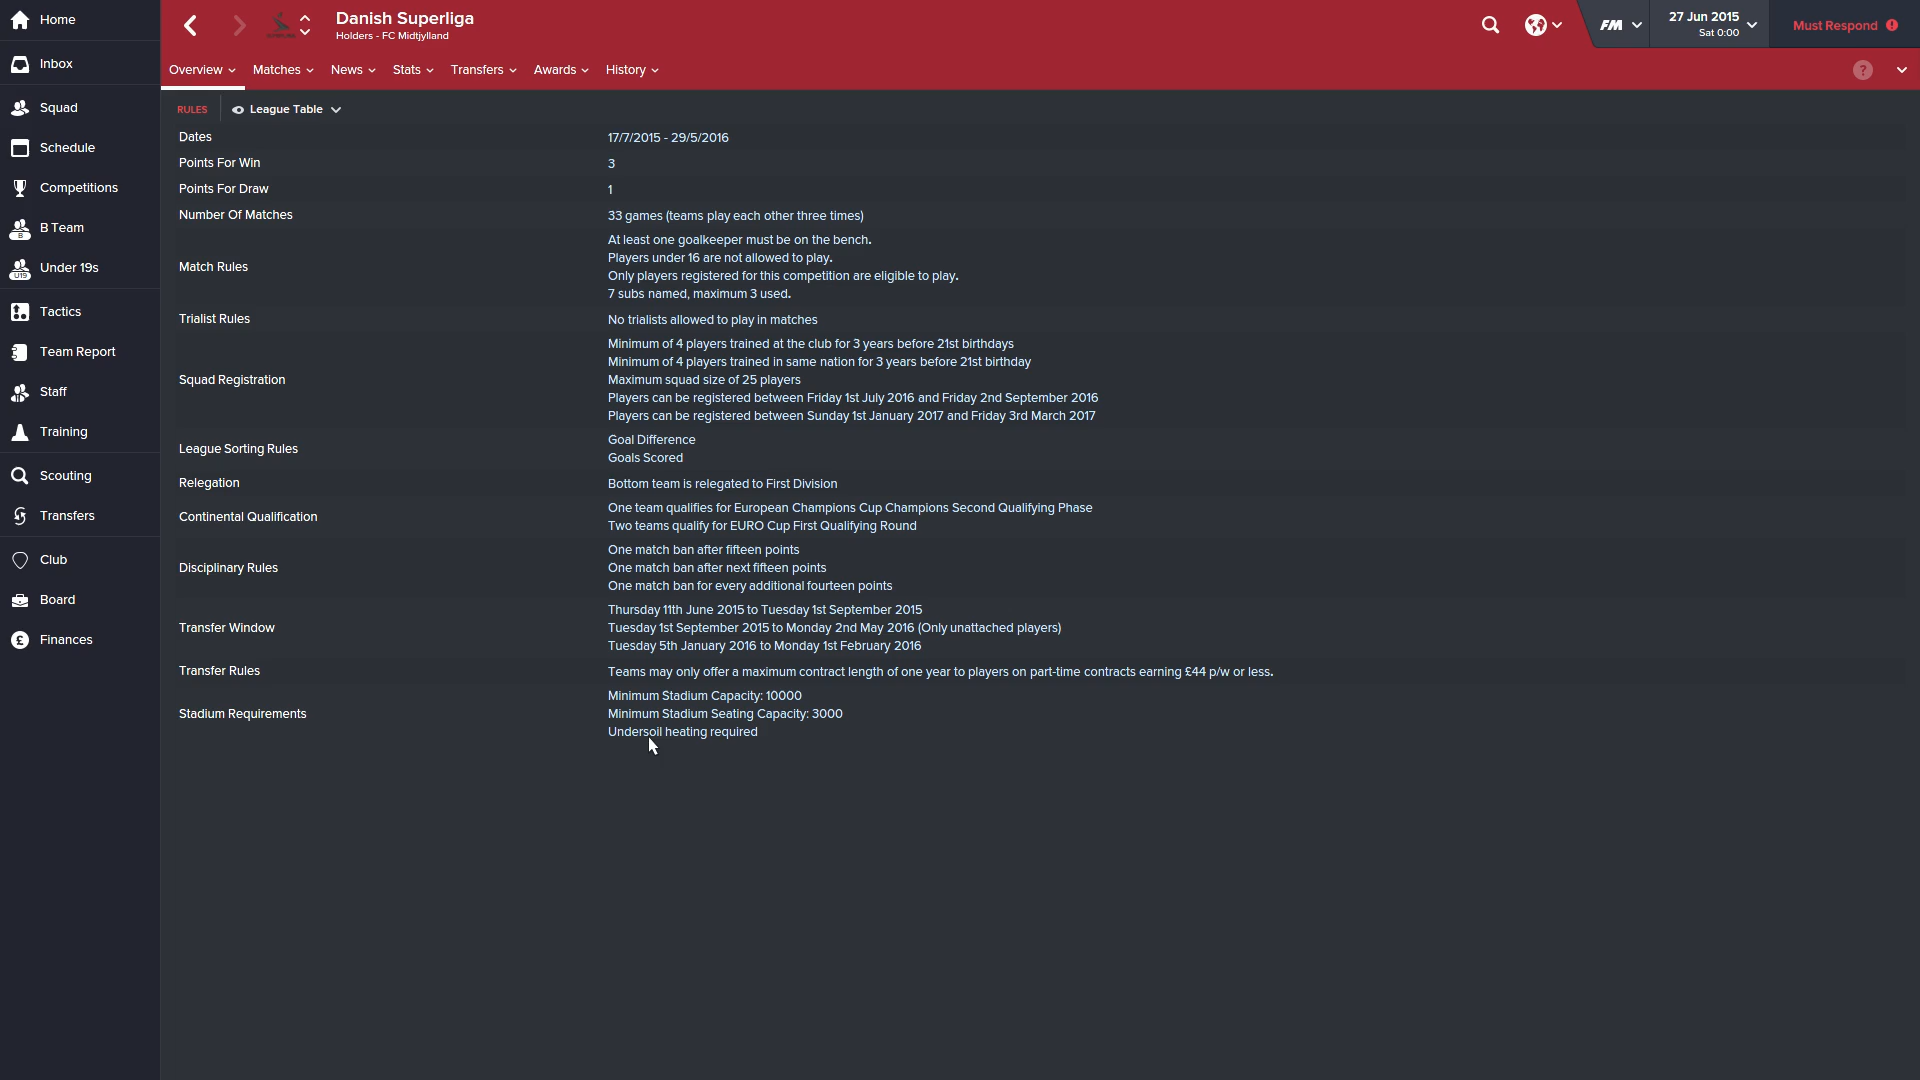 Home
Inbox
Squad
Schedule
Competitions
B Team
Under 19s
Tactics
Team Report
Staff
Training
Scouting
Transfers
Club
Board
Finances
Danish Superliga
Holders - FC Midtjylland
FM
27 Jun 2015
Sat 0:00
Must Respond
Overview Matches News Stats Transfers Awards History
RULES League Table
Dates 17/7/2015 - 29/5/2016
Points For Win 3
Points For Draw 1
Number Of Matches 33 games (teams play each other three times)
Match Rules
At least one goalkeeper must be on the bench.
Players under 16 are not allowed to play.
Only players registered for this competition are eligible to play.
7 subs named, maximum 3 used.
Trialist Rules No trialists allowed to play in matches
Squad Registration
Minimum of 4 players trained at the club for 3 years before 21st birthdays
Minimum of 4 players trained in same nation for 3 years before 21st birthday
Maximum squad size of 25 players
Players can be registered between Friday 1st July 2016 and Friday 2nd September 2016
Players can be registered between Sunday 1st January 2017 and Friday 3rd March 2017
League Sorting Rules
Goal Difference
Goals Scored
Relegation Bottom team is relegated to First Division
Continental Qualification
One team qualifies for European Champions Cup Champions Second Qualifying Phase
Two teams qualify for EURO Cup First Qualifying Round
Disciplinary Rules
One match ban after fifteen points
One match ban after next fifteen points
One match ban for every additional fourteen points
Transfer Window
Thursday 11th June 2015 to Tuesday 1st September 2015
Tuesday 1st September 2015 to Monday 2nd May 2016 (Only unattached players)
Tuesday 5th January 2016 to Monday 1st February 2016
Transfer Rules Teams may only offer a maximum contract length of one year to players on part-time contracts earning £44 p/w or less.
Stadium Requirements
Minimum Stadium Capacity: 10000
Minimum Stadium Seating Capacity: 3000
Undersoil heating required